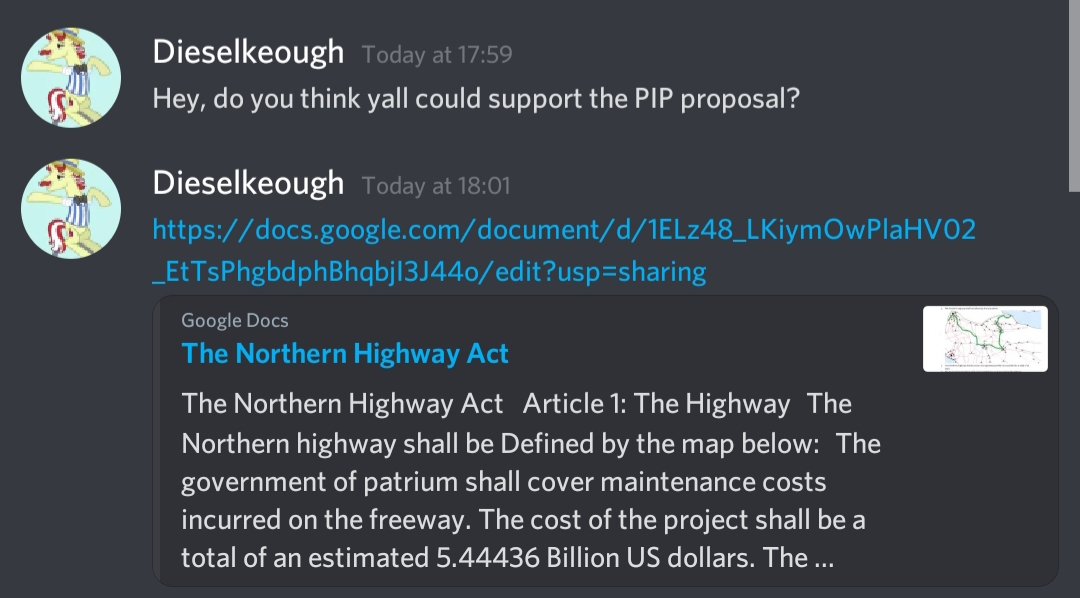 Dieselkeough Today at 17:59
Hey, do you think yall could support the PIP proposal?
Dieselkeough Today at 18:01
https://docs.google.com/document/d/1ELz48_LKiymOwPlaHV02
_EtTsPhgbdphBhqbjI3J44o/edit?usp=sharing
Google Docs
The Northern Highway Act
The Northern Highway Act Article 1: The Highway The
Northern highway shall be Defined by the map below: The
government of patrium shall cover maintenance costs
incurred on the freeway. The cost of the project shall be a
total of an estimated 5.44436 Billion US dollars. The ...